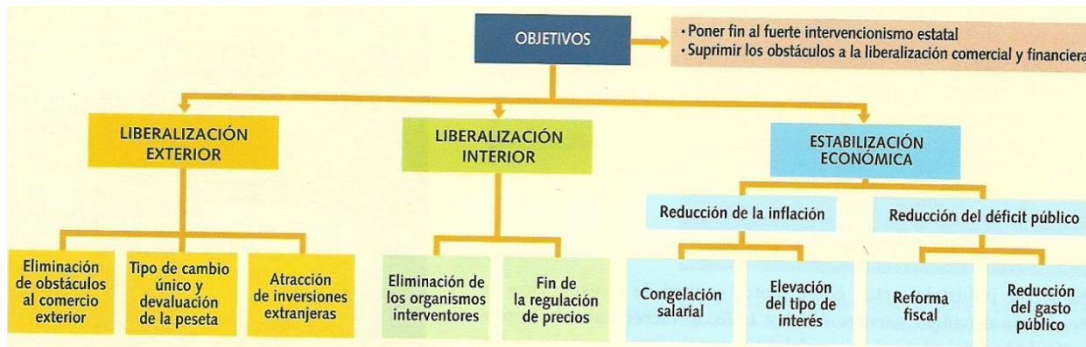 OBJETIVOS
· Poner fin al fuerte intervencionismo estatal
· Suprimir los obstáculos a la liberalización comercial y financiera
LIBERALIZACIÓN
EXTERIOR
LIBERALIZACIÓN
INTERIOR
ESTABILIZACIÓN
ECONÓMICA
Reducción de la inflación
Reducción del déficit público
Eliminación
de obstáculos
al comercio
exterior
Tipo de cambio
único y
devaluación
de la peseta
Atracción
de inversiones
extranjeras
Eliminación de
los organismos
interventores
Fin de
la regulación
de precios
Congelación
salarial
Elevación
del tipo de
interés
Reforma
fiscal
Reducción
del gasto
público